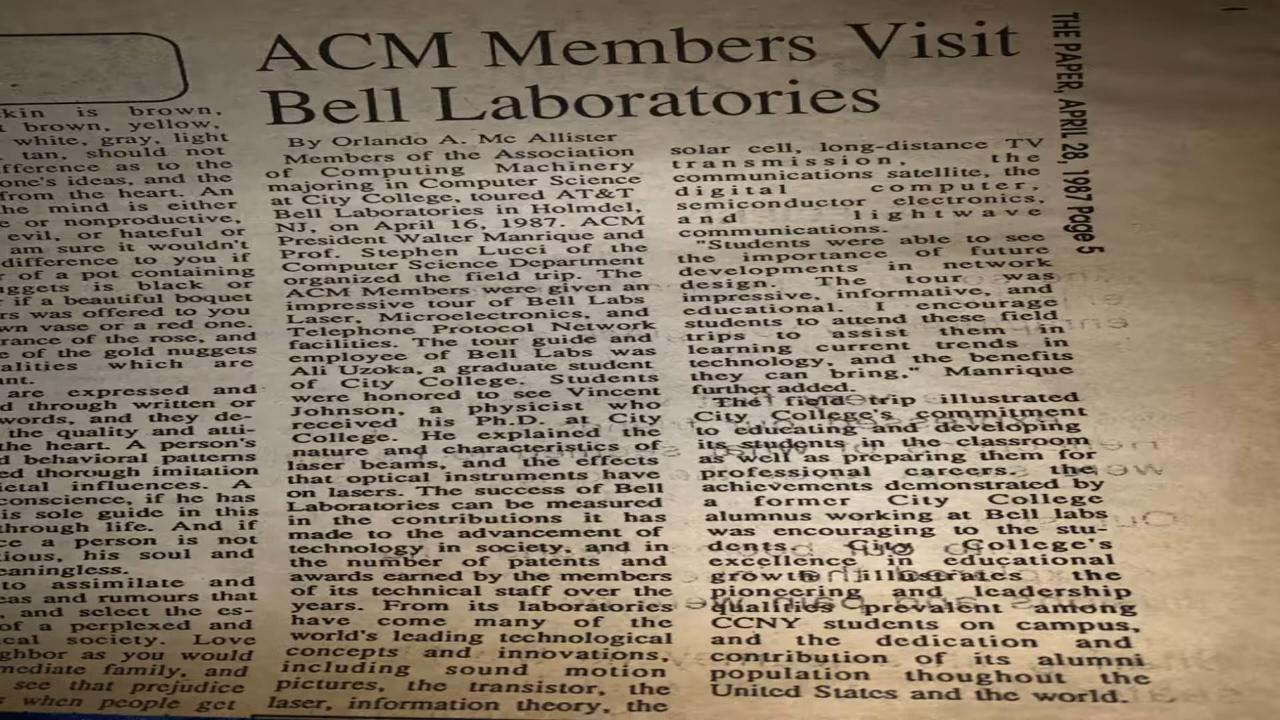 kin is brown,
brown, yellow,
white, gray, light
tan, should not
fference as to the
one's ideas, and the
from the heart. An
he mind is either
e or nonproductive,
evil, or hateful or
am sure it wouldn't
difference to you if
r of a pot containing
uggets is black or
if a beautiful boquet
rs was offered to you
wn vase or a red one.
rance of the rose, and
e of the gold nuggets
alities which are
nt.
are expressed and
d through written or
words, and they de-
the quality and atti-
the heart. A person's
d behavioral patterns
ed thorough imitation
ietal influences. A
conscience, if he has
is sole guide in this
through life. And if
ce a person is not
ious, his soul and
eaningless.
to assimilate and
eas and rumours that
, and select the es-
of a perplexed and
cal society. Love
ghbor as you would
mediate family, and
see that prejudice
s when people get
ACM Members Visit
Bell Laboratories
By Orlando A. Mc Allister
Members of the Association
of Computing Machinery
majoring in Computer Science
at City College, toured AT&T
Bell Laboratories in Holmdel,
NJ, on April 16, 1987. ACM
President Walter Manrique and
Prof. Stephen Lucci of the
Computer Science Department
organized the field trip. The
ACM Members were given an
impressive tour of Bell Labs
Laser, Microelectronics, and
Telephone Protocol Network
facilities. The tour guide and
employee of Bell Labs was
Ali Uzoka, a graduate student
of City College. Students
were honored to see Vincent
Johnson, a physicist who
received his Ph.D. at City
College. He explained the
nature and characteristics of
laser beams, and the effects
that optical instruments have
on lasers. The success of Bell
Laboratories can be measured
in the contributions it has
made to the advancement of
technology in society, and in
the number of patents and
awards earned by the members
of its technical staff over the
years. From its laboratories
have come many of the
world's leading technological
concepts and innovations,
including sound motion
pictures, the transistor, the
laser, information theory, the
solar cell, long-distance TV
transmission, the
communications satellite, the
digital computer,
semiconductor electronics,
and lightwave
communications.
"Students were able to see
the importance of future
developments in network
design. The tour was
impressive, informative, and
educational. I encourage
students to attend these field
trips to assist them in
learning current trends in
technology, and the benefits
they can bring," Manrique
further added.
The field trip illustrated
City College's commitment
to educating and developing
its students in the classroom
as well as preparing them for
professional careers. the
achievements demonstrated by
a former City College
alumnus working at Bell labs
was encouraging to the stu-
dents. City College's
excellence in educational
growth illustrates the
pioneering and leadership
qualities prevalent among
CCNY students on campus,
and the dedication and
contribution of its alumni
population thoughout the
United States and the world.
THE PAPER, APRIL 28, 1987 Page 5